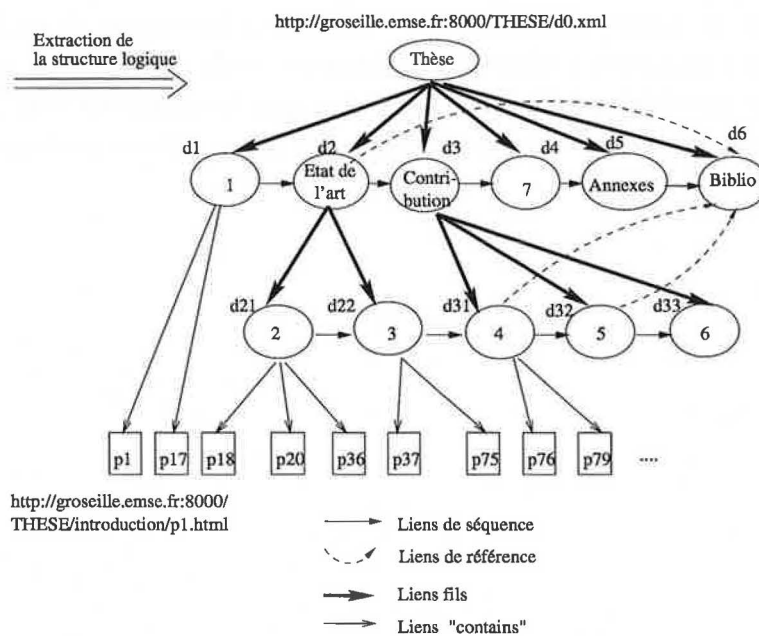 http://groseille.emse.fr:8000/THESE/d0.xml
Extraction de
la structure logique
Thèse
d1
d2
d3
d4
d5
d6
1
Etat de
l'art
Contri-
bution
7
Annexes
Biblio
d21
d22
d31
d32
d33
2
3
4
5
6
p1
p17
p18
p20
p36
p37
p75
p76
p79
....
http://groseille.emse.fr:8000/
THESE/introduction/p1.html
Liens de séquence
Liens de référence
Liens fils
Liens "contains"